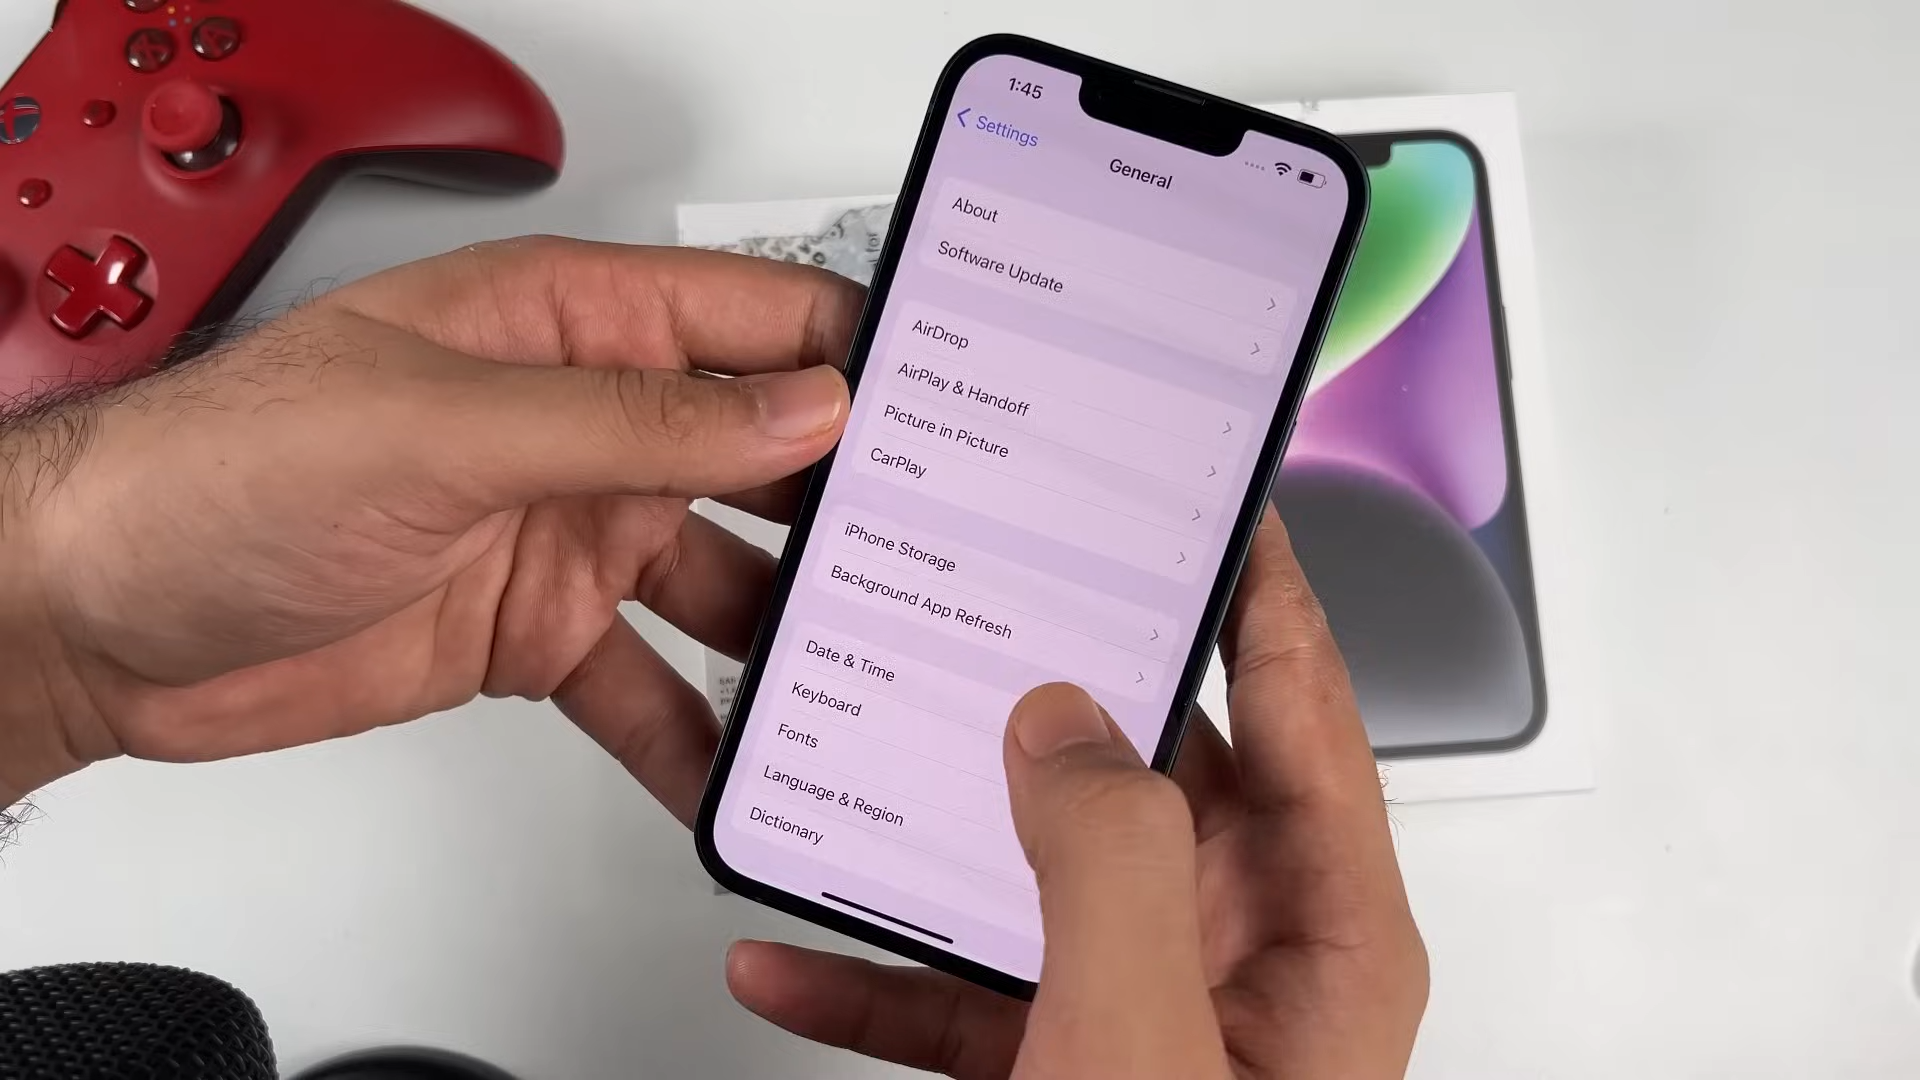 1:45
Settings
General
About
Software Update
AirDrop
AirPlay & Handoff
Picture in Picture
CarPlay
iPhone Storage
Background App Refresh
Date & Time
Keyboard
Fonts
Language & Region
Dictionary